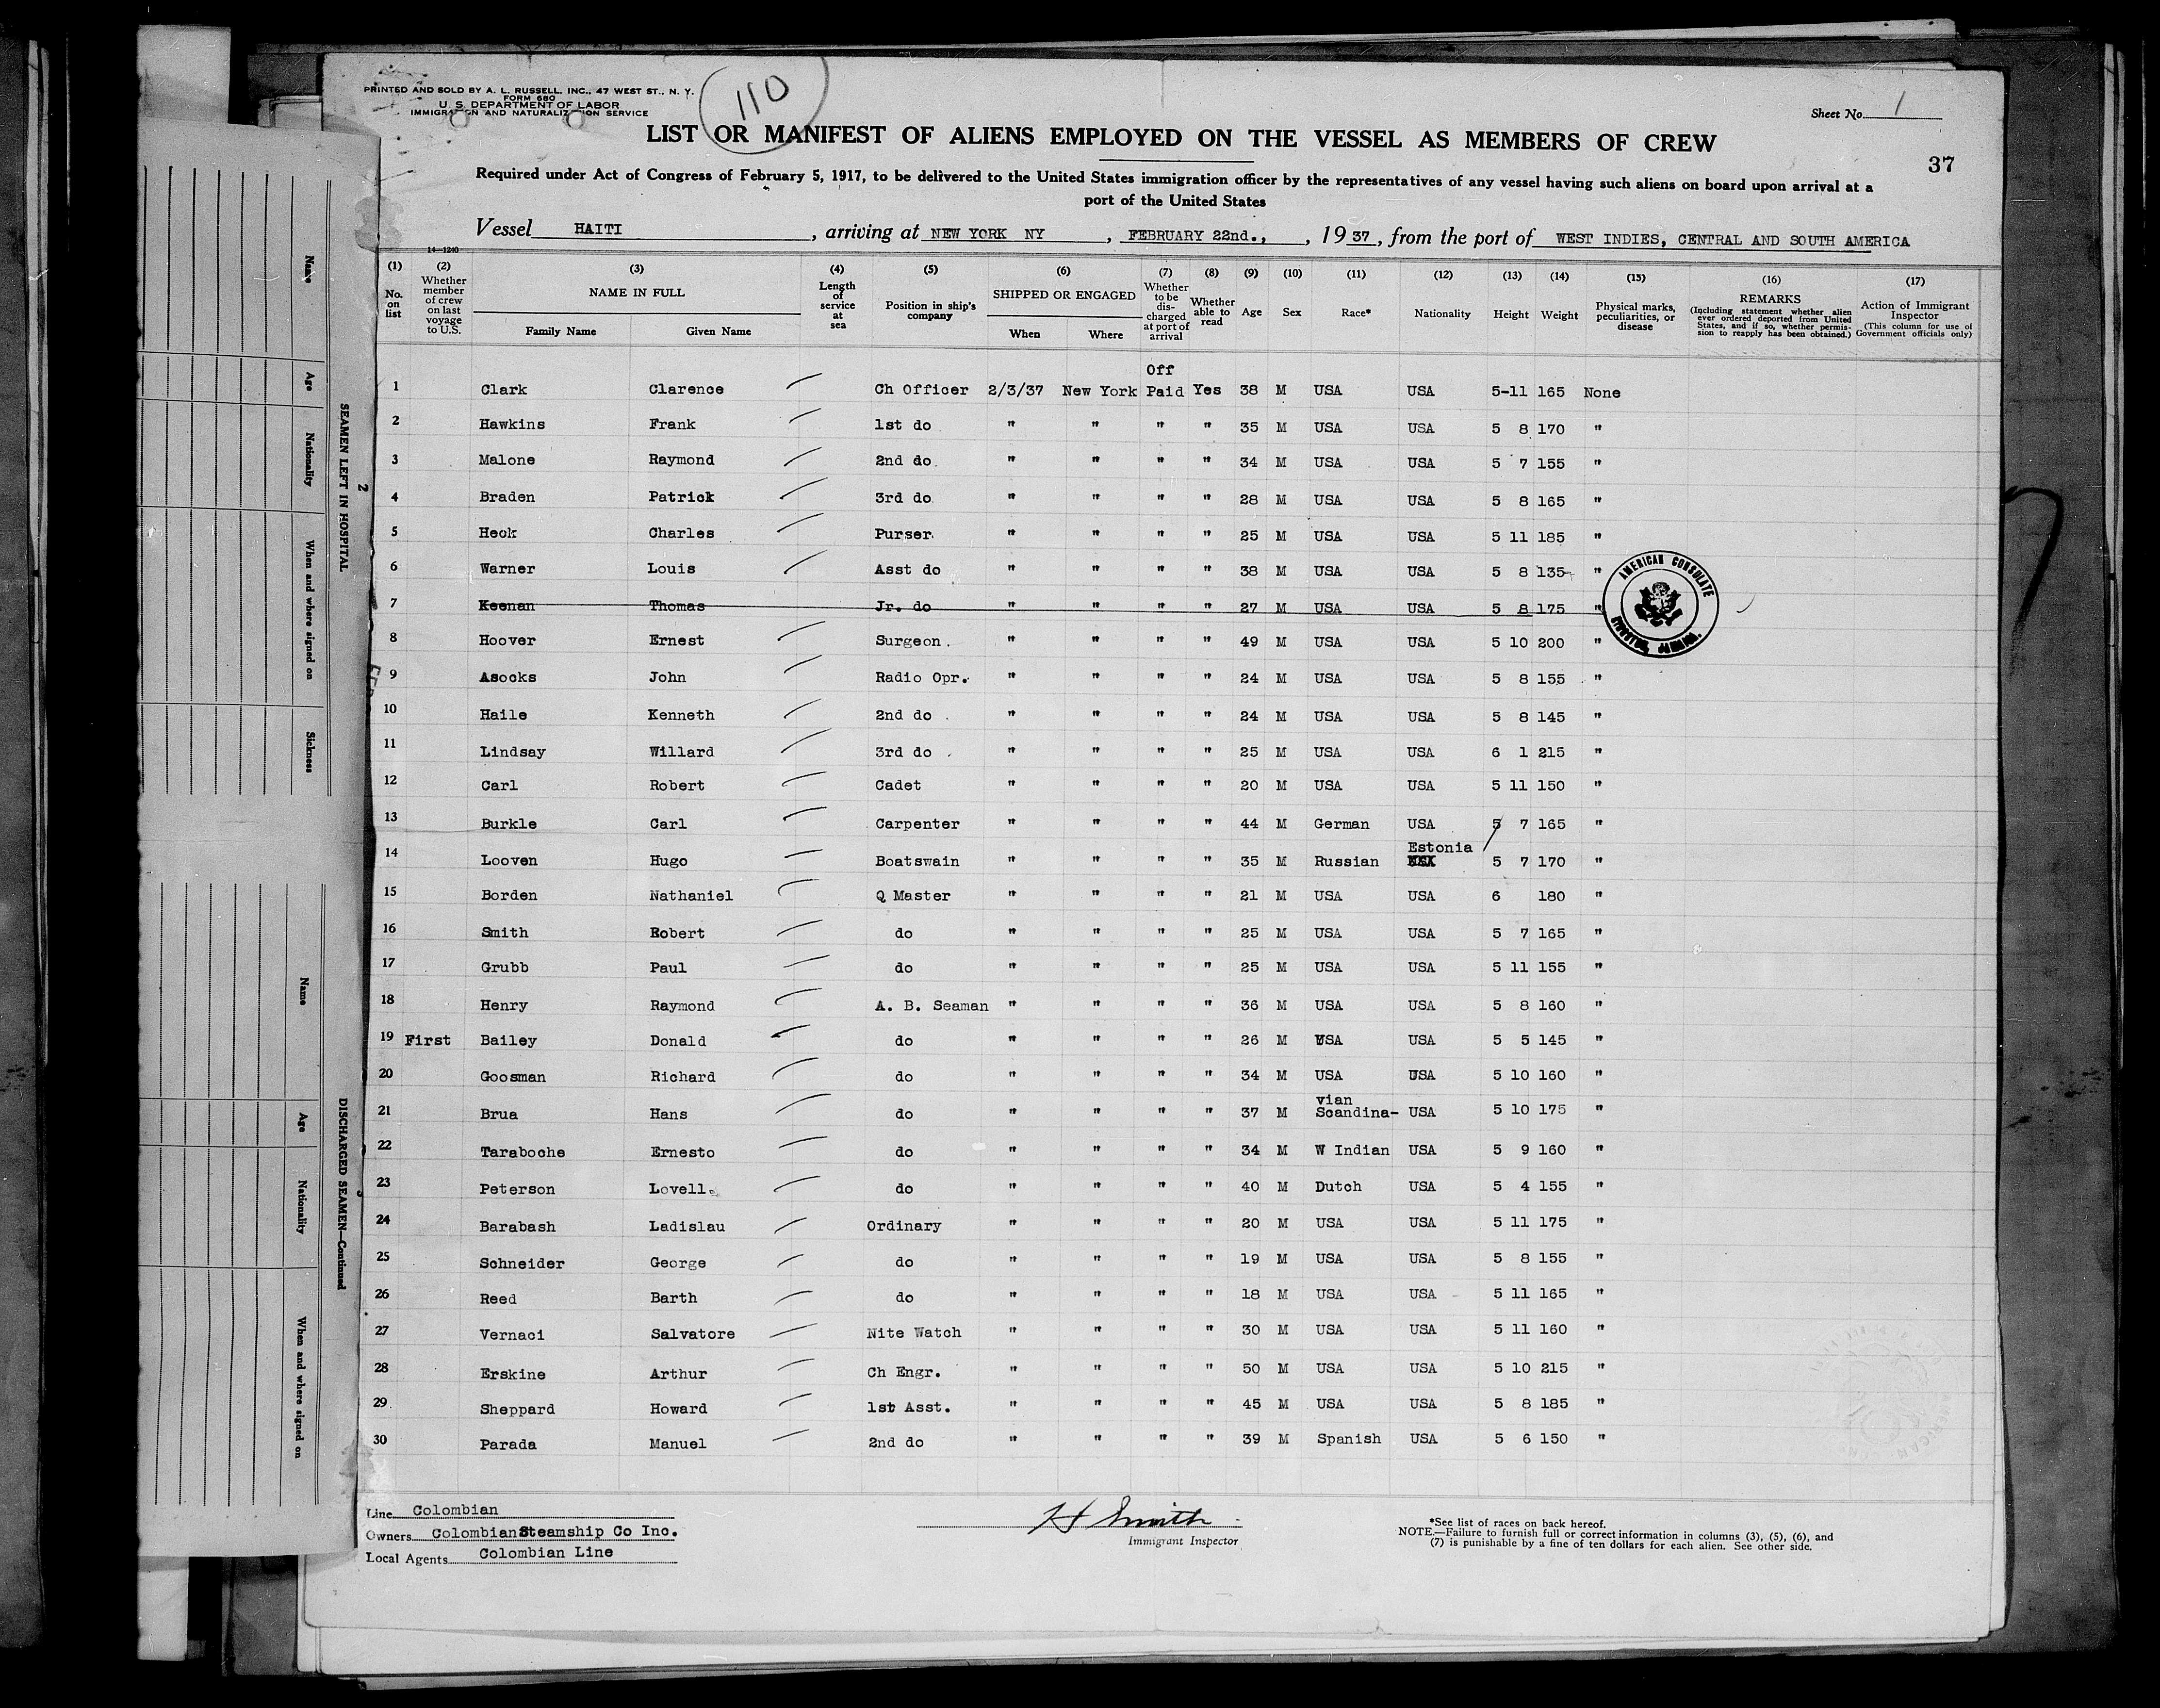 110
PRINTED AND SOLD BY A. L. RUSSELL, INC., 47 WEST ST., N. Y.
FORM 680
U. S. DEPARTMENT OF LABOR
IMMIGRATION AND NATURALIZATION SERVICE
Sheet No. 1
LIST OR MANIFEST OF ALIENS EMPLOYED ON THE VESSEL AS MEMBERS OF CREW
37
Required under Act of Congress of February 5, 1917, to be delivered to the United States immigration officer by the representatives of any vessel having such aliens on board upon arrival at a
port of the United States
Vessel HAITI, arriving at NEW YORK NY, FEBRUARY 22nd., 1937, from the port of WEST INDIES, CENTRAL AND SOUTH AMERICA
14—1240
(1) (2) (3) (4) (5) (6) (7) (8) (9) (10) (11) (12) (13) (14) (15) (16) (17)
No. on list
Whether member of crew on last voyage to U.S.
NAME IN FULL
Family Name Given Name
Length of service at sea
Position in ship's company
SHIPPED OR ENGAGED
When Where
Whether to be discharged at port of arrival
Whether able to read
Age Sex Race* Nationality Height Weight
Physical marks, peculiarities, or disease
REMARKS
(Including statement whether alien ever ordered deported from United States, and if so, whether permission to reapply has been obtained.)
Action of Immigrant Inspector
(This column for use of Government officials only)
Off
1 Clark Clarence Ch Officer 2/3/37 New York Paid Yes 38 M USA USA 5-11 165 None
2 Hawkins Frank 1st do " " " " 35 M USA USA 5 8 170 "
3 Malone Raymond 2nd do " " " " 34 M USA USA 5 7 155 "
4 Braden Patrick 3rd do " " " " 28 M USA USA 5 8 165 "
5 Heck Charles Purser " " " " 25 M USA USA 5 11 185 "
6 Warner Louis Asst do " " " " 38 M USA USA 5 8 135 "
7 Keenan Thomas Jr. do " " " " 27 M USA USA 5 8 175 "
8 Hoover Ernest Surgeon " " " " 49 M USA USA 5 10 200 "
9 Asocks John Radio Opr. " " " " 24 M USA USA 5 8 155 "
10 Haile Kenneth 2nd do " " " " 24 M USA USA 5 8 145 "
11 Lindsay Willard 3rd do " " " " 25 M USA USA 6 1 215 "
12 Carl Robert Cadet " " " " 20 M USA USA 5 11 150 "
13 Burkle Carl Carpenter " " " " 44 M German USA 5 7 165 "
Estonia
14 Looven Hugo Boatswain " " " " 35 M Russian USA 5 7 170 "
15 Borden Nathaniel Q Master " " " " 21 M USA USA 6 180 "
16 Smith Robert do " " " " 25 M USA USA 5 7 165 "
17 Grubb Paul do " " " " 25 M USA USA 5 11 155 "
18 Henry Raymond A. B. Seaman " " " " 36 M USA USA 5 8 160 "
19 First Bailey Donald do " " " " 26 M USA USA 5 5 145 "
20 Goosman Richard do " " " " 34 M USA USA 5 10 160 "
vian
21 Brua Hans do " " " " 37 M Scandina- USA 5 10 175 "
22 Taraboche Ernesto do " " " " 34 M W Indian USA 5 9 160 "
23 Peterson Lovell do " " " " 40 M Dutch USA 5 4 155 "
24 Barabash Ladislau Ordinary " " " " 20 M USA USA 5 11 175 "
25 Schneider George do " " " " 19 M USA USA 5 8 155 "
26 Reed Barth do " " " " 18 M USA USA 5 11 165 "
27 Vernaci Salvatore Nite Watch " " " " 30 M USA USA 5 11 160 "
28 Erskine Arthur Ch Engr. " " " " 50 M USA USA 5 10 215 "
29 Sheppard Howard 1st Asst. " " " " 45 M USA USA 5 8 185 "
30 Parada Manuel 2nd do " " " " 39 M Spanish USA 5 6 150 "
AMERICAN CONSULATE
KINGSTON, JAMAICA.
Line Colombian
Owners Colombian Steamship Co Inc.
Local Agents Colombian Line
H Smith
Immigrant Inspector
*See list of races on back hereof.
NOTE.—Failure to furnish full or correct information in columns (3), (5), (6), and
(7) is punishable by a fine of ten dollars for each alien. See other side.
2
SEAMEN LEFT IN HOSPITAL
Name Age Nationality When and where signed on Sickness
3
DISCHARGED SEAMEN—Continued
Name Age Nationality When and where signed on